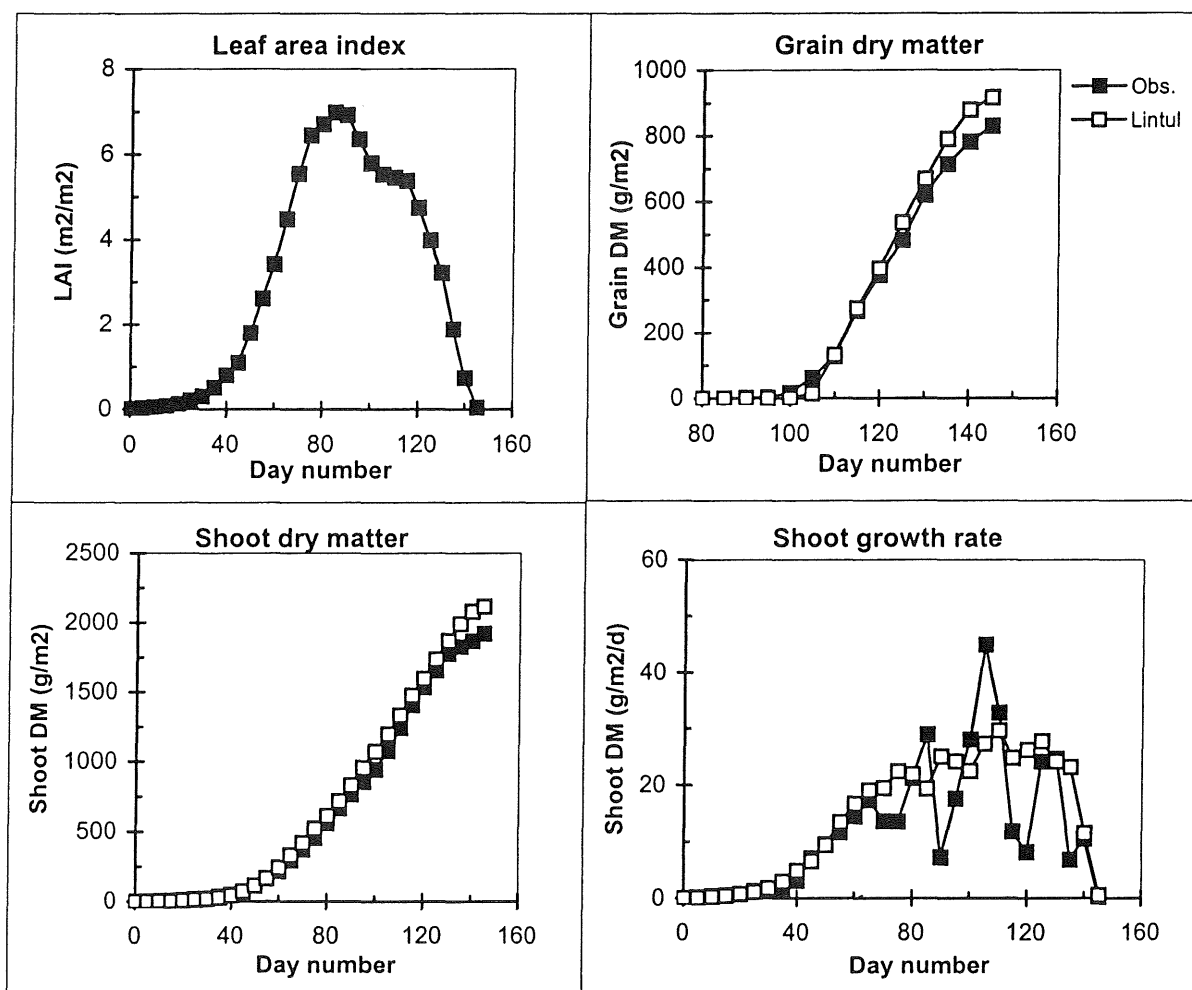 Leaf area index
8
6
4
2
0
LAI (m2/m2)
0 40 80 120 160
Day number
Grain dry matter
1000
800
600
400
200
0
Grain DM (g/m2)
80 100 120 140 160
Day number
Obs.
Lintul
Shoot dry matter
2500
2000
1500
1000
500
0
Shoot DM (g/m2)
0 40 80 120 160
Day number
Shoot growth rate
60
40
20
0
Shoot DM (g/m2/d)
0 40 80 120 160
Day number